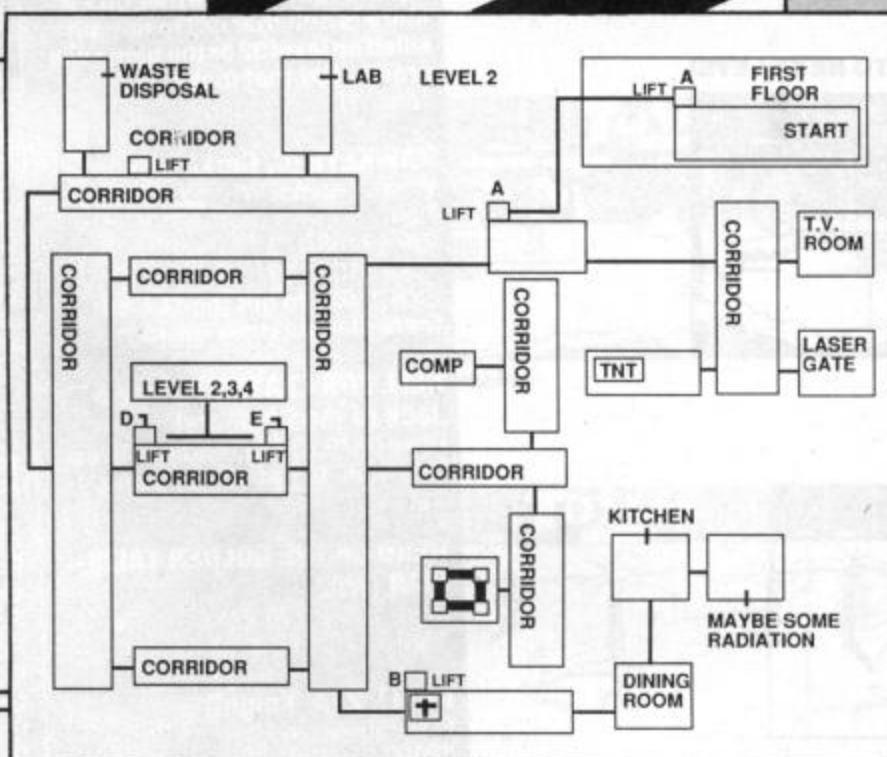 WASTE
DISPOSAL
LAB
LEVEL 2
A
LIFT
FIRST
FLOOR
START
CORRIDOR
LIFT
CORRIDOR
A
LIFT
T.V.
ROOM
CORRIDOR
CORRIDOR
CORRIDOR
CORRIDOR
CORRIDOR
LASER
GATE
COMP
TNT
LEVEL 2,3,4
D
E
LIFT
LIFT
CORRIDOR
CORRIDOR
CORRIDOR
KITCHEN
MAYBE SOME
RADIATION
CORRIDOR
B
LIFT
DINING
ROOM